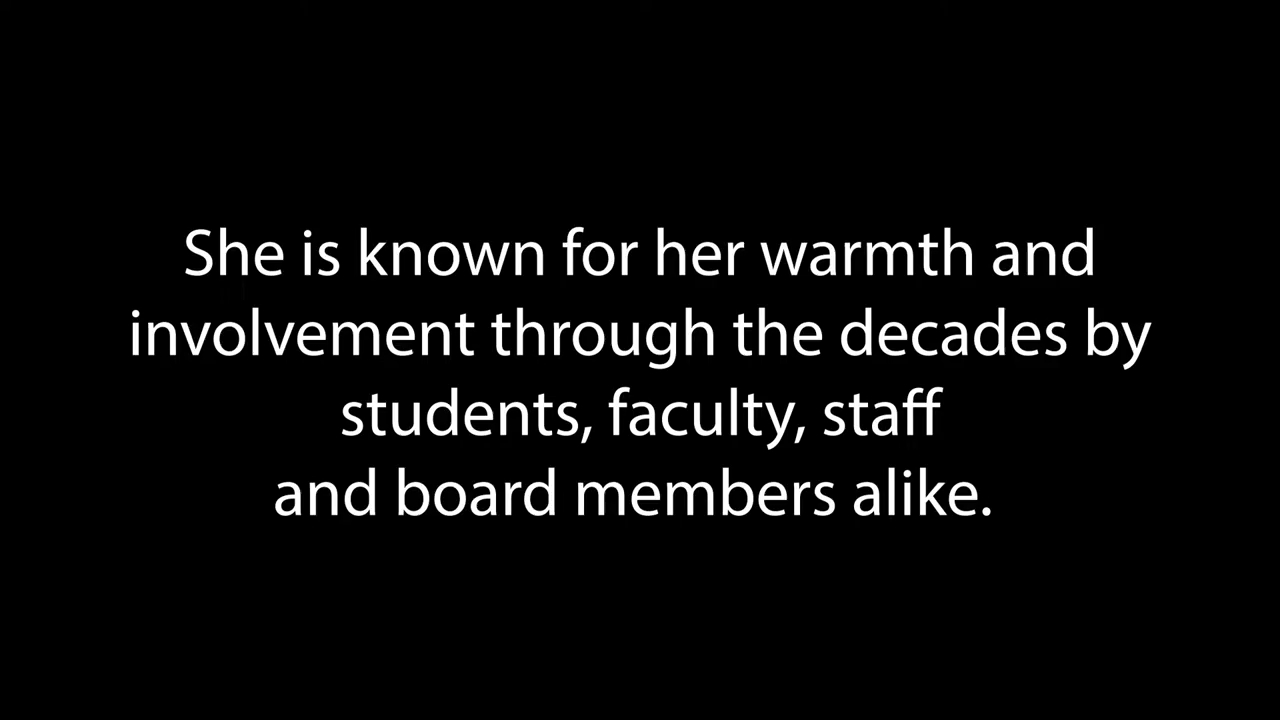 She is known for her warmth and
involvement through the decades by
students, faculty, staff
and board members alike.